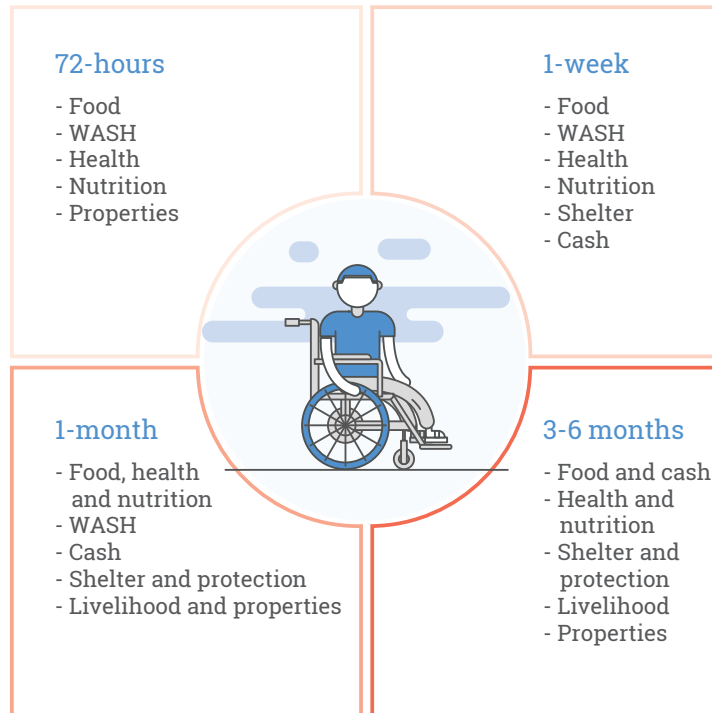 72-hours
- Food
- WASH
- Health
- Nutrition
- Properties
1-week
- Food
- WASH
- Health
- Nutrition
- Shelter
- Cash
1-month
- Food, health
and nutrition
- WASH
- Cash
- Shelter and protection
- Livelihood and properties
3-6 months
- Food and cash
- Health and
nutrition
- Shelter and
protection
- Livelihood
- Properties